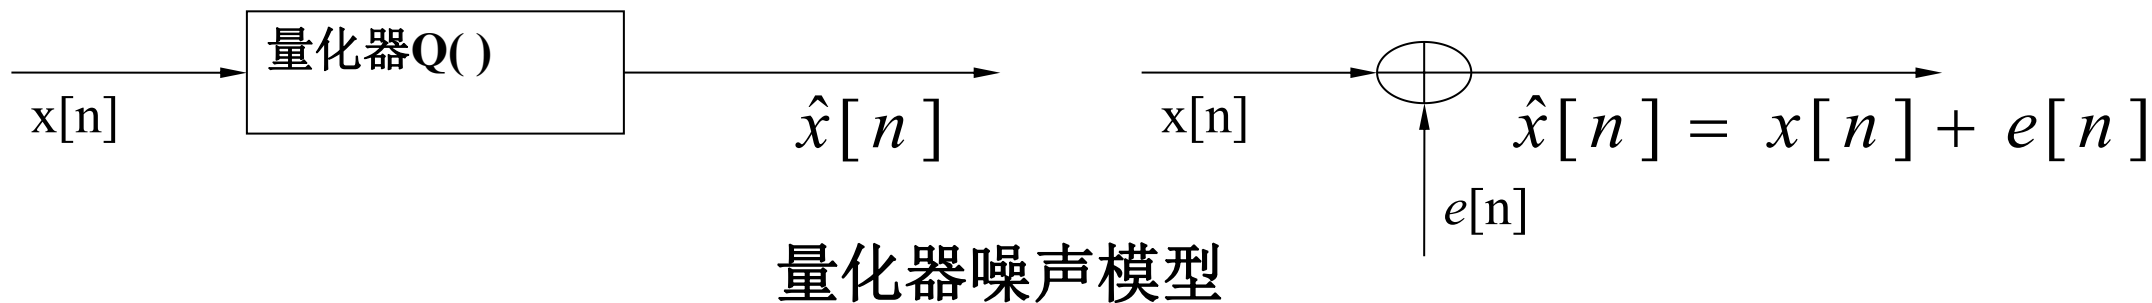 量化器Q( )
x[n]
x̂[n]
x[n]
x̂[n] = x[n] + e[n]
e[n]
量化器噪声模型